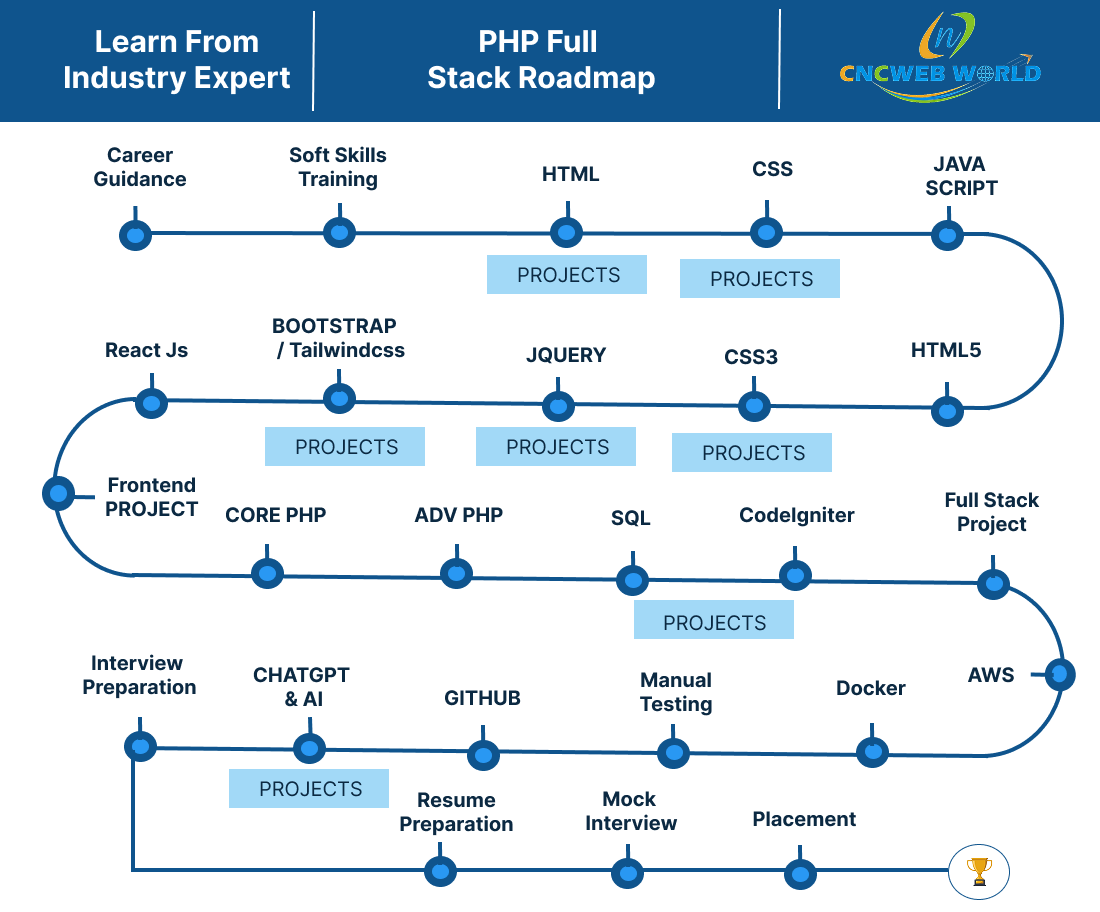 Learn From
Industry Expert
PHP Full
Stack Roadmap
n
CNCWEB WORLD
Career
Guidance
Soft Skills
Training
HTML
CSS
JAVA
SCRIPT
PROJECTS
PROJECTS
React Js
BOOTSTRAP
/ Tailwindcss
JQUERY
CSS3
HTML5
PROJECTS
PROJECTS
PROJECTS
Frontend
PROJECT
CORE PHP
ADV PHP
SQL
CodeIgniter
Full Stack
Project
PROJECTS
Interview
Preparation
CHATGPT
& AI
GITHUB
Manual
Testing
Docker
AWS
PROJECTS
Resume
Preparation
Mock
Interview
Placement